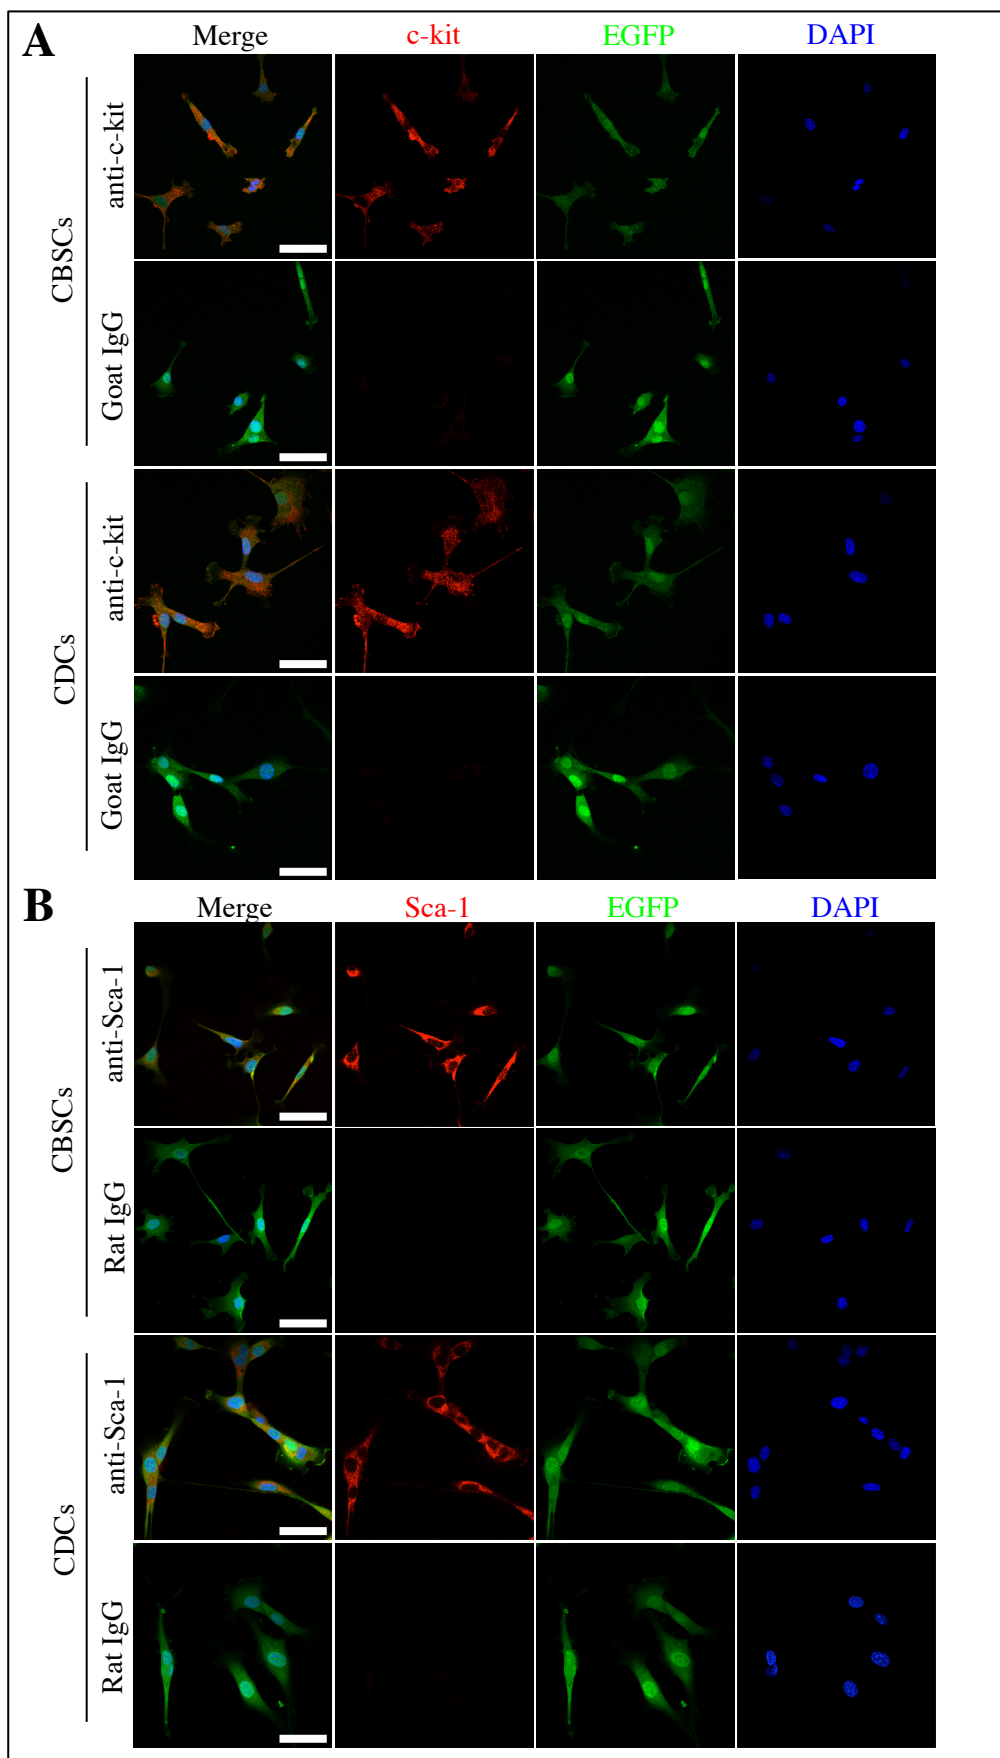 A
Merge c-kit EGFP DAPI
CBSCs
anti-c-kit
Goat IgG
CDCs
anti-c-kit
Goat IgG
B
Merge Sca-1 EGFP DAPI
CBSCs
anti-Sca-1
Rat IgG
CDCs
anti-Sca-1
Rat IgG